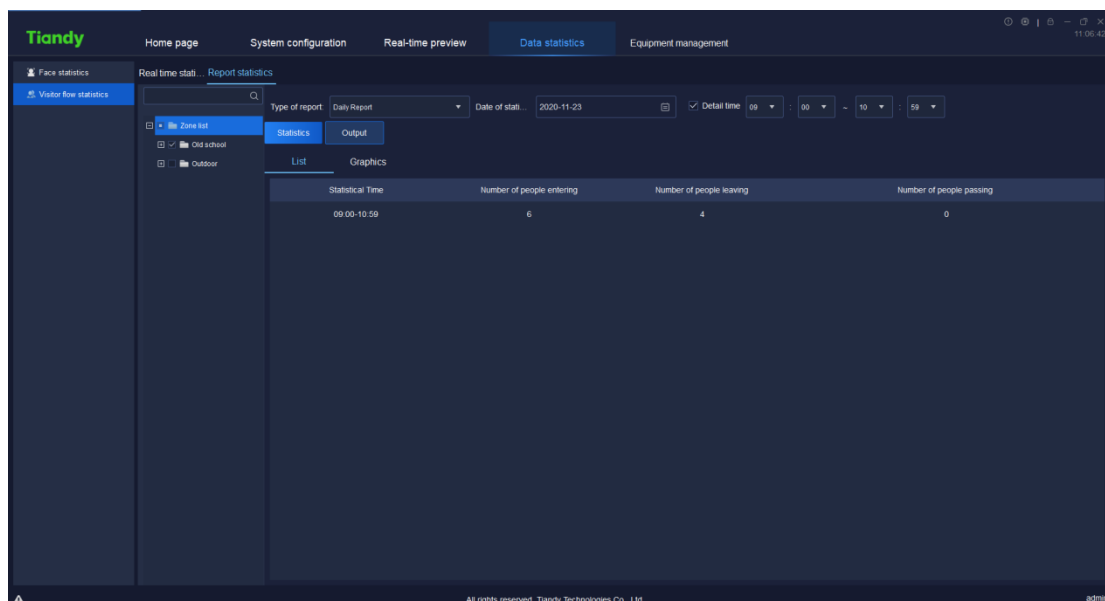 Tiandy
Home page System configuration Real-time preview Data statistics Equipment management
11:06:42
Face statistics
Visitor flow statistics
Real time stati... Report statistics
Type of report: Daily Report Date of stati... 2020-11-23 Detail time 09 : 00 ~ 10 : 59
Zone list
Old school
Outdoor
Statistics Output
List Graphics
Statistical Time Number of people entering Number of people leaving Number of people passing
09:00-10:59 6 4 0
All rights reserved Tiandy Technologies Co., Ltd.
admin